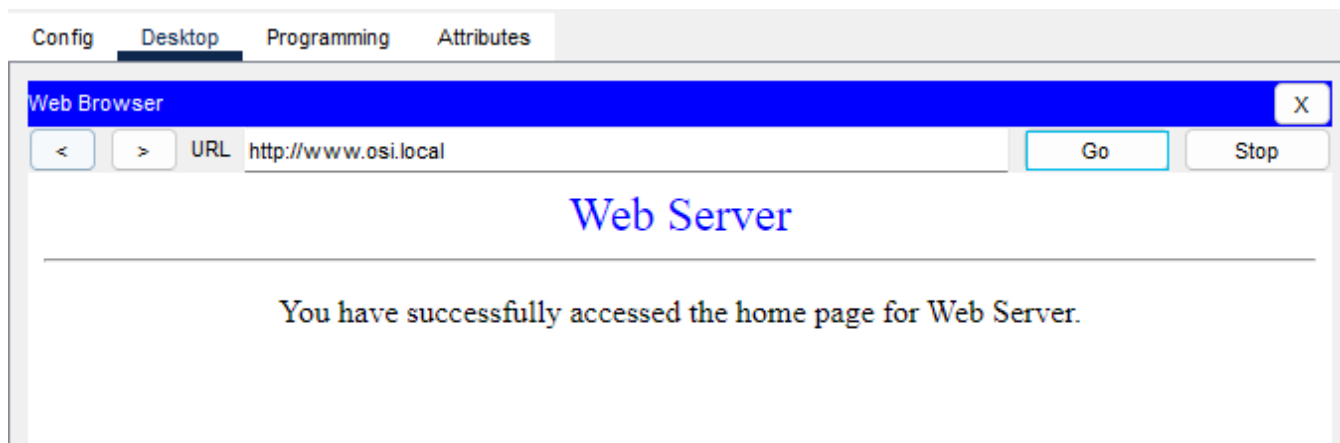 Config Desktop Programming Attributes
Web Browser X
< > URL http://www.osi.local Go Stop
Web Server
You have successfully accessed the home page for Web Server.